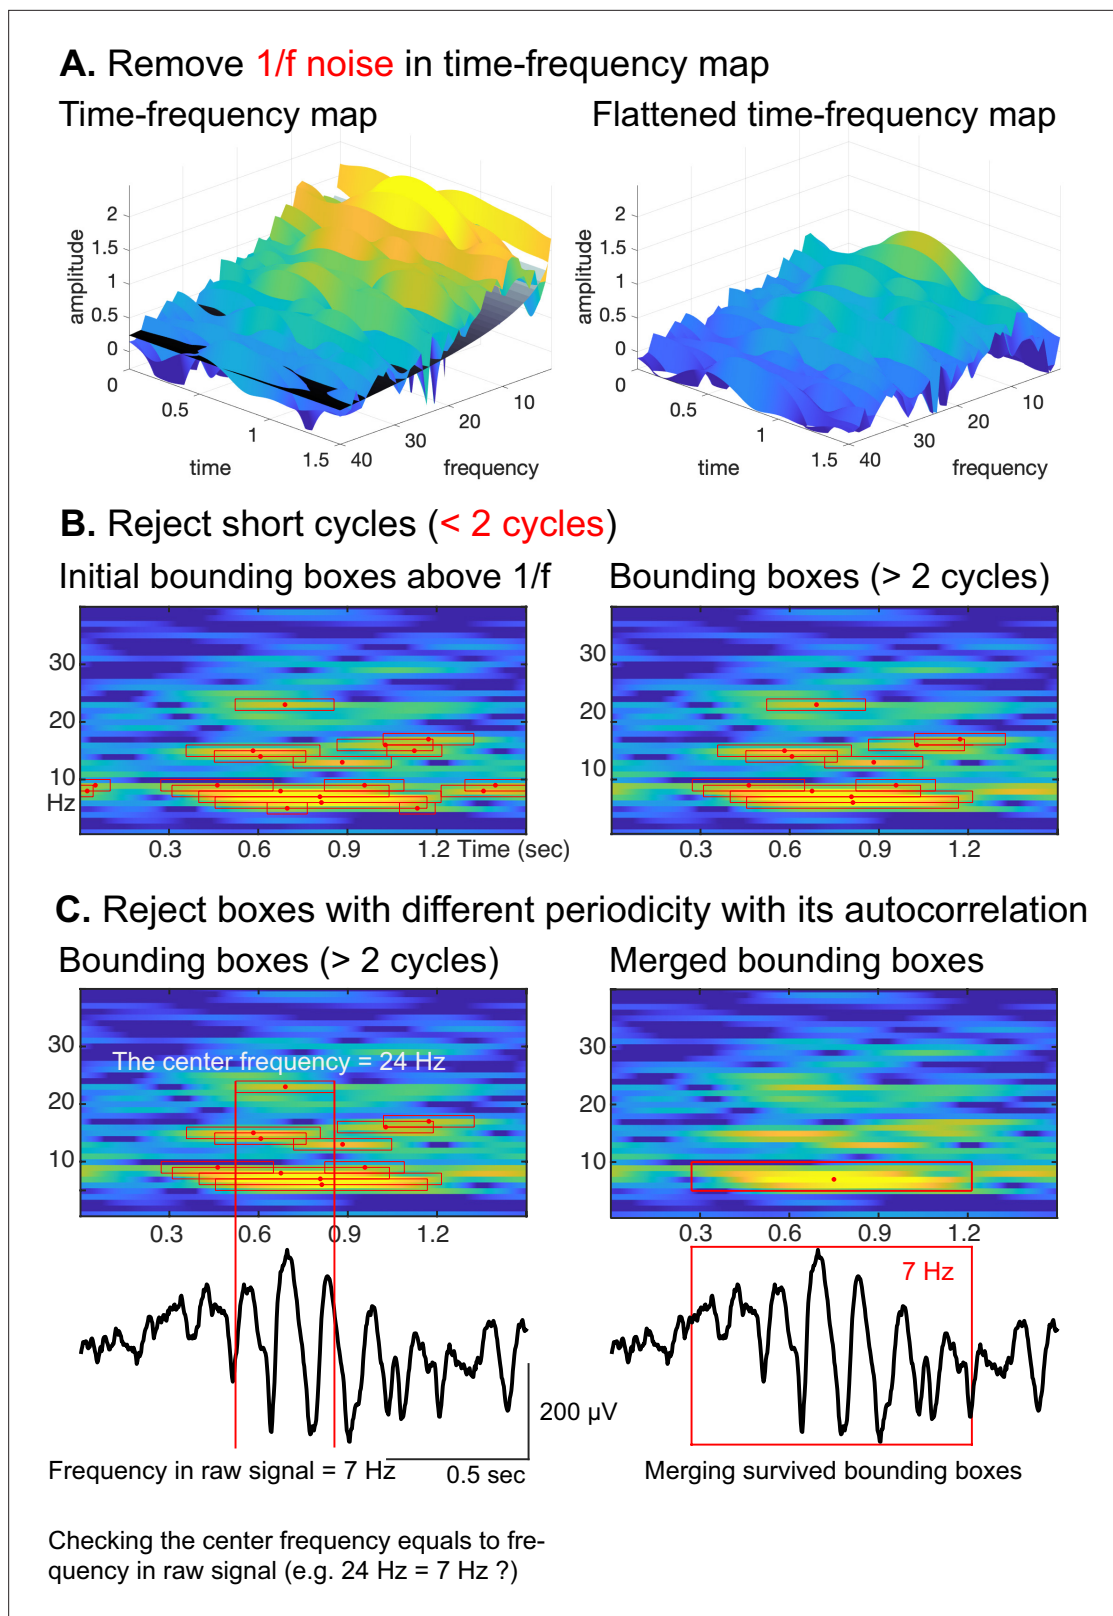 A. Remove 1/f noise in time-frequency map
Time-frequency map
Flattened time-frequency map
amplitude
2
1.5
1
0.5
0
0
0.5
1
1.5
time
40
30
20
10
frequency
amplitude
2
1.5
1
0.5
0
0
0.5
1
1.5
time
40
30
20
10
frequency
B. Reject short cycles (< 2 cycles)
Initial bounding boxes above 1/f
Bounding boxes (> 2 cycles)
30
20
10
Hz
0.3
0.6
0.9
1.2
Time (sec)
30
20
10
0.3
0.6
0.9
1.2
C. Reject boxes with different periodicity with its autocorrelation
Bounding boxes (> 2 cycles)
Merged bounding boxes
30
The center frequency = 24 Hz
20
10
0.3
0.6
0.9
1.2
30
20
10
0.3
0.6
0.9
1.2
7 Hz
200 µV
0.5 sec
Frequency in raw signal = 7 Hz
Merging survived bounding boxes
Checking the center frequency equals to fre-
quency in raw signal (e.g. 24 Hz = 7 Hz ?)